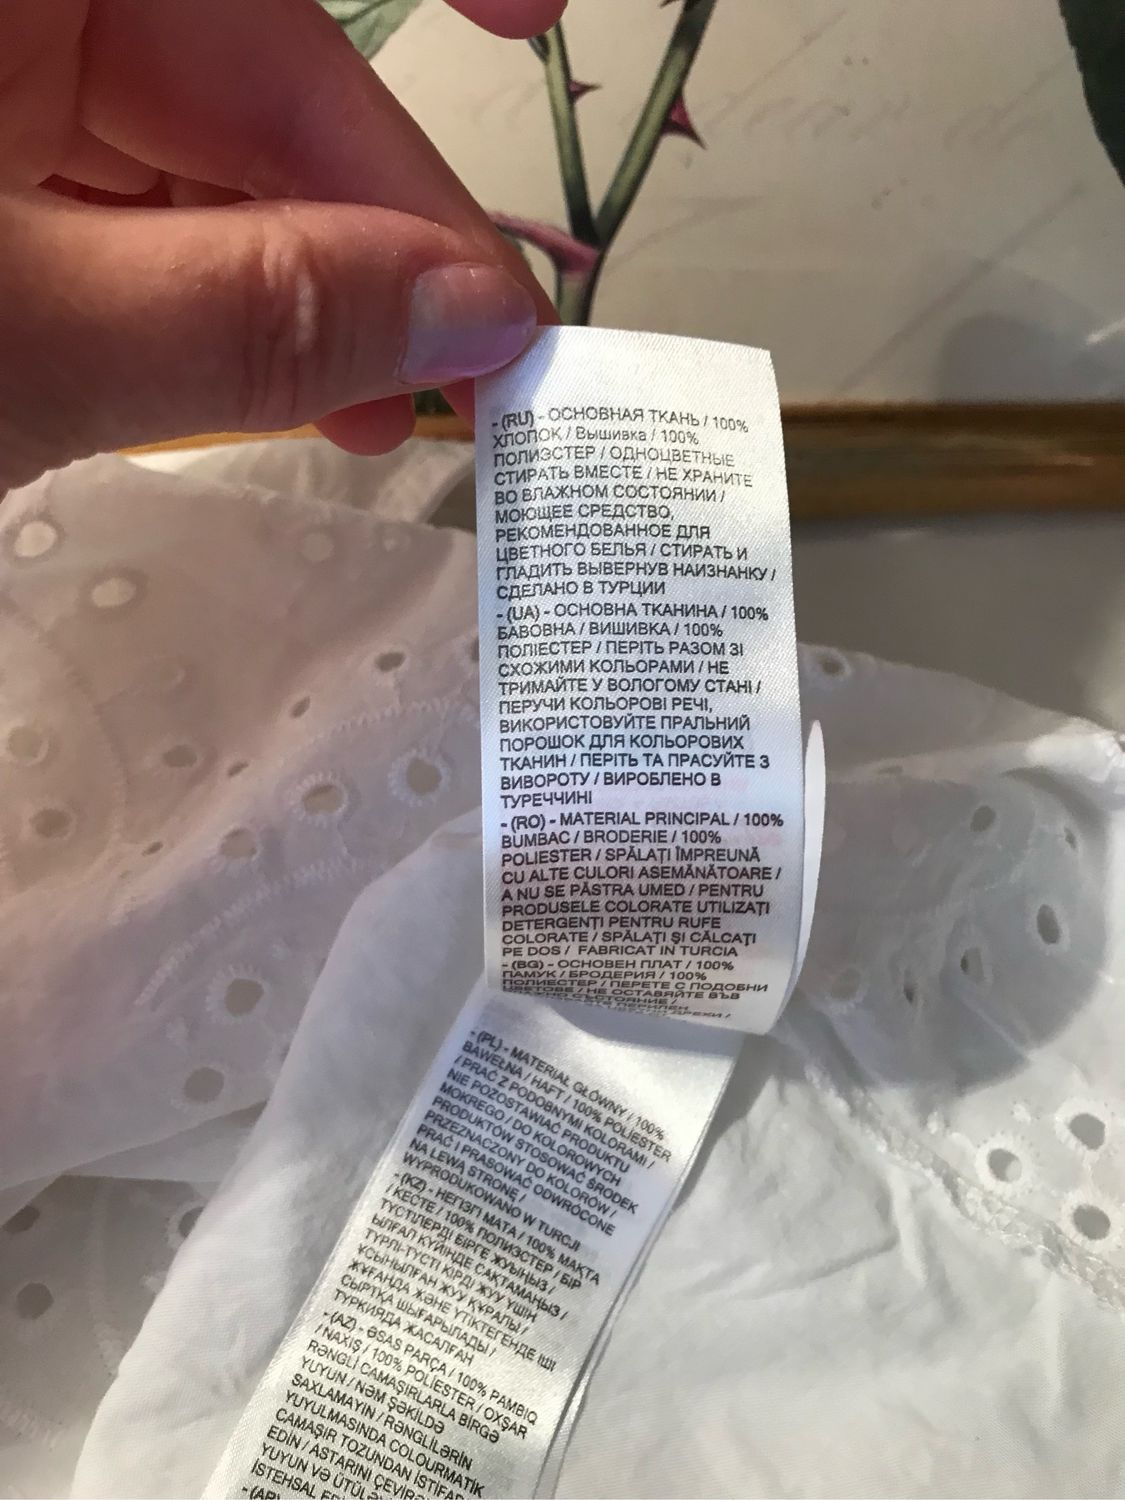 - (RU) - ОСНОВНАЯ ТКАНЬ / 100%
ХЛОПОК / Вышивка / 100%
ПОЛИЭСТЕР / ОДНОЦВЕТНЫЕ
СТИРАТЬ ВМЕСТЕ / НЕ ХРАНИТЕ
ВО ВЛАЖНОМ СОСТОЯНИИ /
МОЮЩЕЕ СРЕДСТВО,
РЕКОМЕНДОВАННОЕ ДЛЯ
ЦВЕТНОГО БЕЛЬЯ / СТИРАТЬ И
ГЛАДИТЬ ВЫВЕРНУВ НАИЗНАНКУ /
СДЕЛАНО В ТУРЦИИ
- (UA) - ОСНОВНА ТКАНИНА / 100%
БАВОВНА / ВИШИВКА / 100%
ПОЛІЕСТЕР / ПЕРІТЬ РАЗОМ ЗІ
СХОЖИМИ КОЛЬОРАМИ / НЕ
ТРИМАЙТЕ У ВОЛОГОМУ СТАНІ /
ПЕРУЧИ КОЛЬОРОВІ РЕЧІ,
ВИКОРИСТОВУЙТЕ ПРАЛЬНИЙ
ПОРОШОК ДЛЯ КОЛЬОРОВИХ
ТКАНИН / ПЕРІТЬ ТА ПРАСУЙТЕ З
ВИВОРОТУ / ВИРОБЛЕНО В
ТУРЕЧЧИНІ
- (RO) - MATERIAL PRINCIPAL / 100%
BUMBAC / BRODERIE / 100%
POLIESTER / SPĂLAȚI ÎMPREUNĂ
CU ALTE CULORI ASEMĂNĂTOARE /
A NU SE PĂSTRA UMED / PENTRU
PRODUSELE COLORATE UTILIZAȚI
DETERGENȚI PENTRU RUFE
COLORATE / SPĂLAȚI ȘI CĂLCAȚI
PE DOS / FABRICAT IN TURCIA
- (BG) - ОСНОВЕН ПЛАТ / 100%
ПАМУК / БРОДЕРИЯ / 100%
ПОЛИЕСТЕР / ПЕРЕТЕ С ПОДОБНИ
ЦВЕТОВЕ / НЕ ОСТАВЯЙТЕ ВЪВ
ВЛАЖНО СЪСТОЯНИЕ /
- (PL) - MATERIAŁ GŁÓWNY / 100%
BAWEŁNA / HAFT / 100% POLIESTER
/ PRAĆ Z PODOBNYMI KOLORAMI /
NIE POZOSTAWIAĆ PRODUKTU
MOKREGO / DO KOLOROWYCH
PRODUKTÓW STOSOWAĆ ŚRODEK
PRZEZNACZONY DO KOLORÓW /
PRAĆ I PRASOWAĆ ODWRÓCONE
NA LEWĄ STRONĘ /
WYPRODUKOWANO W TURCJI
- (KZ) - НЕГІЗГІ МАТА / 100% МАҚТА
/ КЕСТЕ / 100% ПОЛИЭСТЕР / БІР
ТҮСТІЛЕРДІ БІРГЕ ЖУЫҢЫЗ /
ЫЛҒАЛ КҮЙІНДЕ САҚТАМАҢЫЗ /
ТҮРЛІ-ТҮСТІ КІРДІ ЖУУ ҮШІН
ҰСЫНЫЛҒАН ЖУУ ҚҰРАЛЫ /
ЖУҒАНДА ЖӘНЕ ҮТІКТЕГЕНДЕ ІШІ
СЫРТҚА ШЫҒАРЫЛАДЫ /
ТҮРКИЯДА ЖАСАЛҒАН
- (AZ) - ƏSAS PARÇA / 100% PAMBIQ
/ NAXIŞ / 100% POLİESTER / OXŞAR
RƏNGLİ CAMAŞIRLARLA BİRGƏ
YUYUN / NƏM ŞƏKİLDƏ
SAXLAMAYIN / RƏNGLİLƏRİN
YUYULMASINDA COLOURMATIK
CAMAŞIR TOZUNDAN İSTİFAD
EDİN / ASTARINI ÇEVİRƏ
YUYUN VƏ ÜTÜLƏ
İSTEHSAL ED
- (AR)